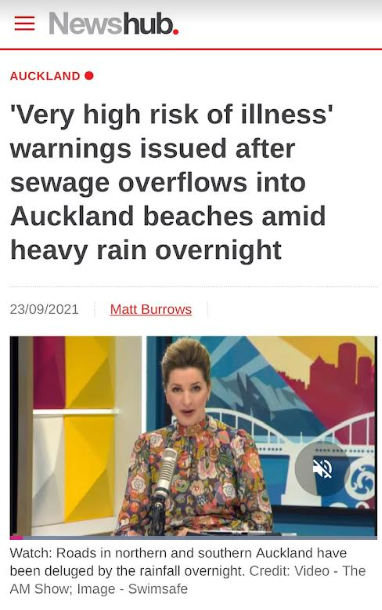 Newshub.
AUCKLAND
'Very high risk of illness'
warnings issued after
sewage overflows into
Auckland beaches amid
heavy rain overnight
23/09/2021 Matt Burrows
Watch: Roads in northern and southern Auckland have
been deluged by the rainfall overnight. Credit: Video - The
AM Show; Image - Swimsafe